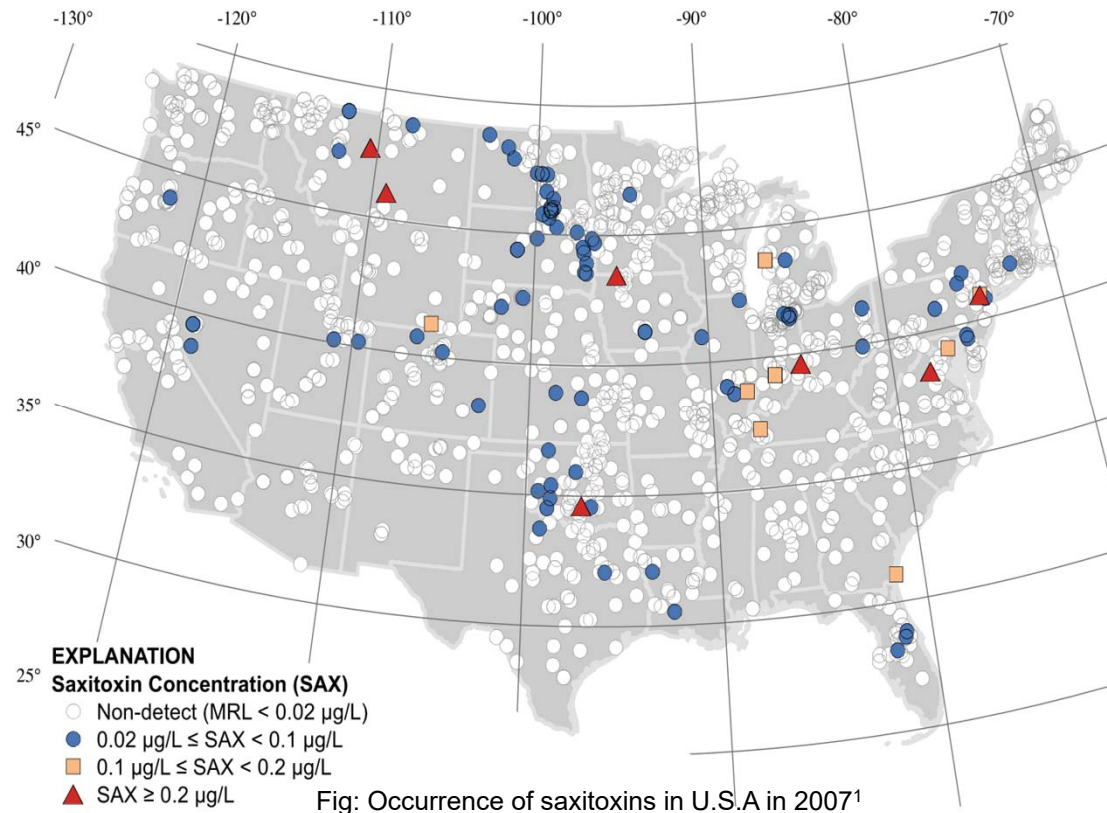 -130° -120° -110° -100° -90° -80° -70°
45°
40°
35°
30°
25°
EXPLANATION
Saxitoxin Concentration (SAX)
Non-detect (MRL < 0.02 µg/L)
0.02 µg/L ≤ SAX < 0.1 µg/L
0.1 µg/L ≤ SAX < 0.2 µg/L
SAX ≥ 0.2 µg/L
Fig: Occurrence of saxitoxins in U.S.A in 2007¹